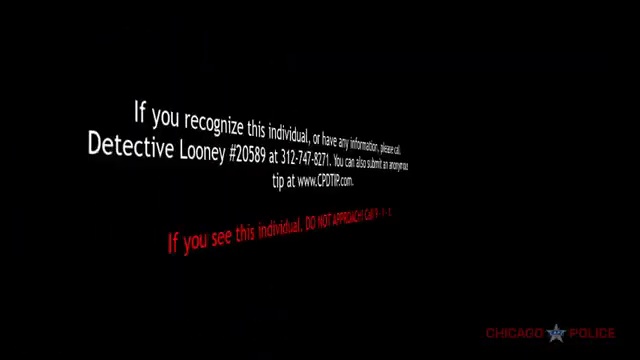 If you recognize this individual, or have any information, please call
Detective Looney #20589 at 312-747-8271. You can also submit an anonymous
tip at www.CPDTIP.com.
If you see this individual, DO NOT APPROACH! Call 9-1-1
CHICAGO POLICE